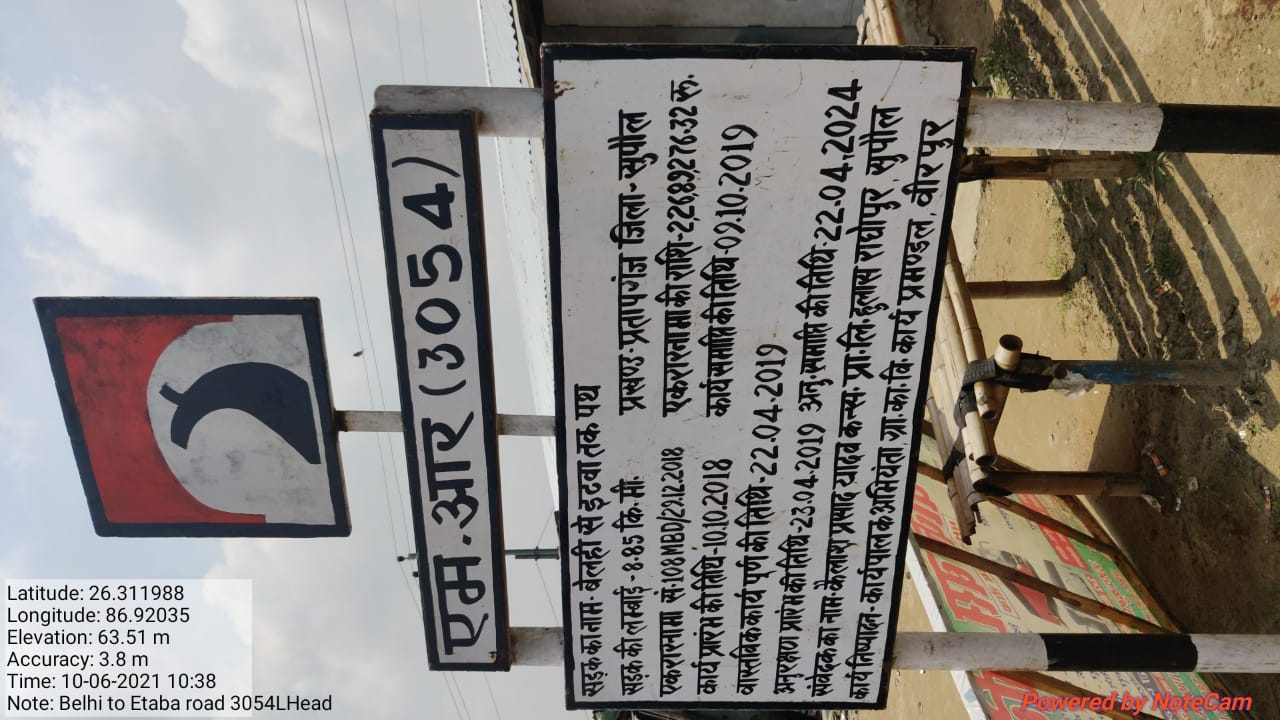 एम.आर (3054)
सड़क का नाम- बेलही से इटवा तक पथ
सड़क की लम्बाई - 8.85 कि.मी. प्रखण्ड- प्रतापगंज जिला- सुपौल
एकरारनामा सं- 108 MBD/ एकरारनामा की राशि-2,26,89,276.32 रू.
कार्य प्रारंभ की तिथि-10.10.2018 कार्य समाप्ति की तिथि-09.10.2019
वास्तविक कार्य पूर्ण की तिथि-22.04.2019
अनुरक्षण प्रारंभ की तिथि-23.04.2019 अनु. समाप्ति की तिथि-22.04.2024
संवेदक का नाम- कैलाश प्रसाद यादव कन्स. प्रा.लि. हुलास राघोपुर, सुपौल
कार्य निष्पादन- कार्यपालक अभियंता, ग्रा.का.वि. कार्य प्रमण्डल, वीरपुर
Latitude: 26.311988
Longitude: 86.92035
Elevation: 63.51 m
Accuracy: 3.8 m
Time: 10-06-2021 10:38
Note: Belhi to Etaba road 3054LHead
Powered by NoteCam